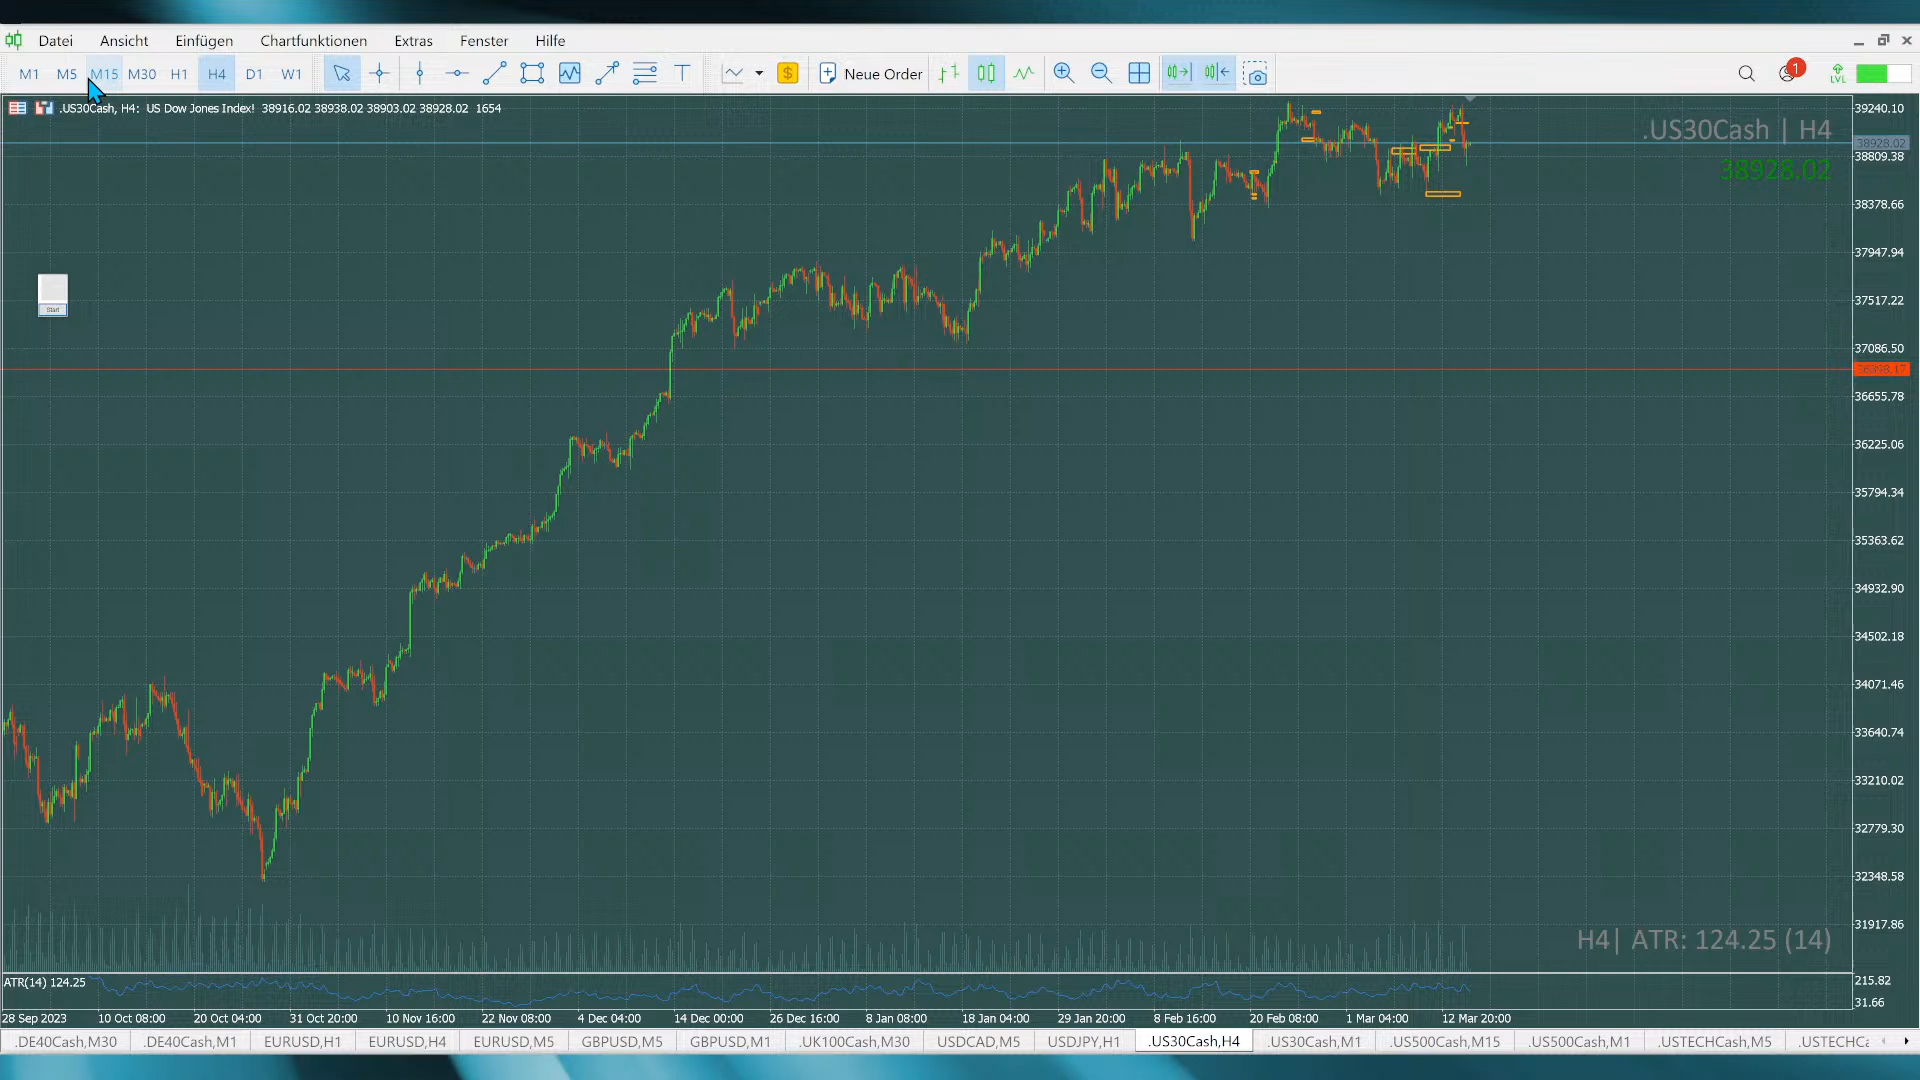 Datei Ansicht Einfügen Chartfunktionen Extras Fenster Hilfe
M1 M5 M15 M30 H1 H4 D1 W1 T $ Neue Order 1 LVL
.US30Cash, H4: US Dow Jones Index! 38916.02 38938.02 38903.02 38928.02 1654
.US30Cash | H4
38928.02
Start
39240.10
38928.02
38809.38
38378.66
37947.94
37517.22
37086.50
36655.78
36225.06
35794.34
35363.62
34932.90
34502.18
34071.46
33640.74
33210.02
32779.30
32348.58
31917.86
H4| ATR: 124.25 (14)
ATR(14) 124.25
215.82
31.66
28 Sep 2023 10 Oct 08:00 20 Oct 04:00 31 Oct 20:00 10 Nov 16:00 22 Nov 08:00 4 Dec 04:00 14 Dec 00:00 26 Dec 16:00 8 Jan 08:00 18 Jan 04:00 29 Jan 20:00 8 Feb 16:00 20 Feb 08:00 1 Mar 04:00 12 Mar 20:00
.DE40Cash,M30 .DE40Cash,M1 EURUSD,H1 EURUSD,H4 EURUSD,M5 GBPUSD,M5 GBPUSD,M1 .UK100Cash,M30 USDCAD,M5 USDJPY,H1 .US30Cash,H4 .US30Cash,M1 .US500Cash,M15 .US500Cash,M1 .USTECHCash,M5 .USTECHCa